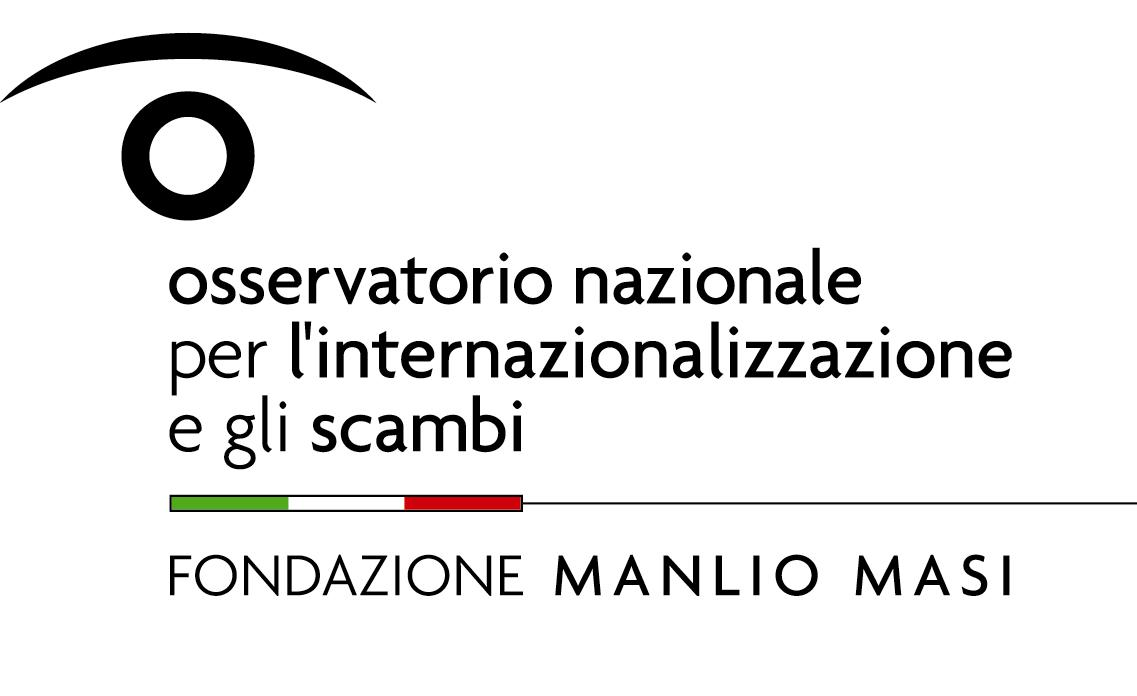 osservatorio nazionale
per l'internazionalizzazione
e gli scambi
FONDAZIONE MANLIO MASI